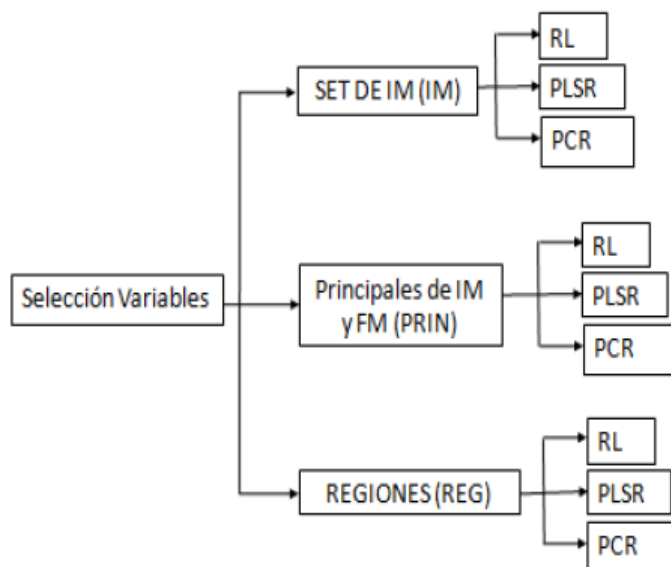 Selección Variables
SET DE IM (IM)
RL
PLSR
PCR
Principales de IM
y FM (PRIN)
RL
PLSR
PCR
REGIONES (REG)
RL
PLSR
PCR